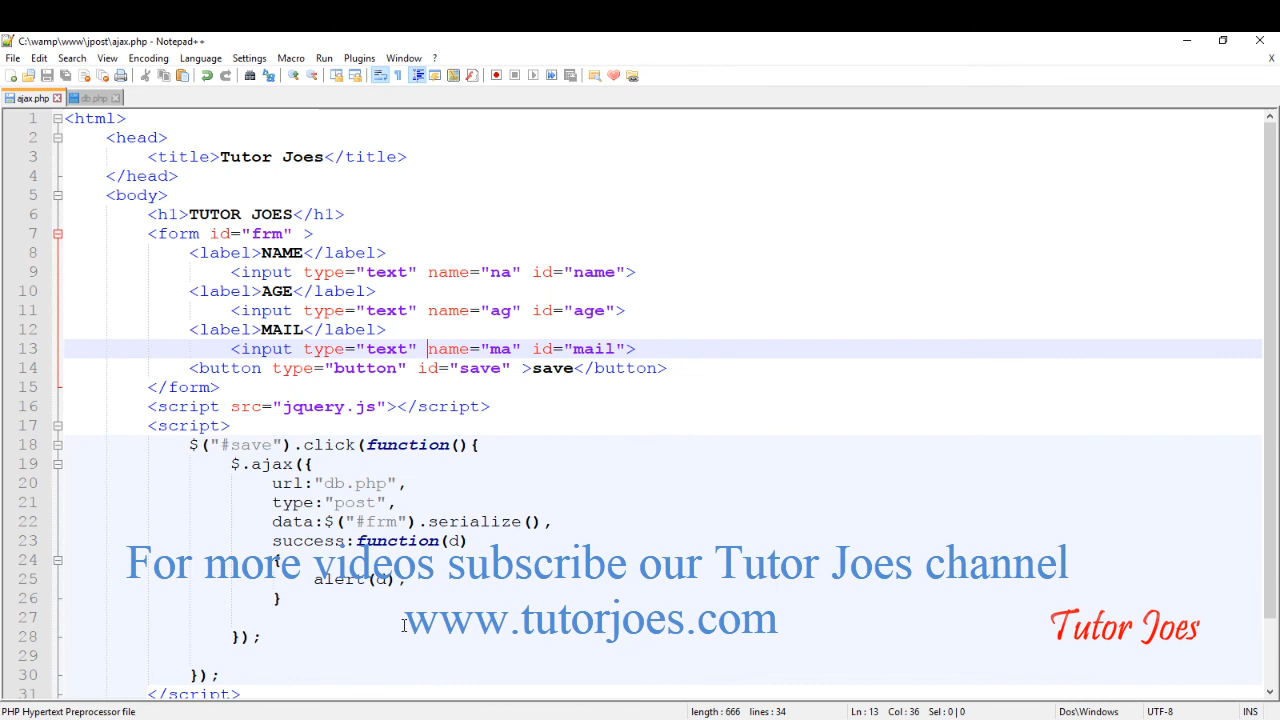 C:\wamp\www\jpost\ajax.php - Notepad++
File Edit Search View Encoding Language Settings Macro Run Plugins Window ? X
ajax.php db.php
1 <html>
2 <head>
3 <title>Tutor Joes</title>
4 </head>
5 <body>
6 <h1>TUTOR JOES</h1>
7 <form id="frm" >
8 <label>NAME</label>
9 <input type="text" name="na" id="name">
10 <label>AGE</label>
11 <input type="text" name="ag" id="age">
12 <label>MAIL</label>
13 <input type="text" name="ma" id="mail">
14 <button type="button" id="save" >save</button>
15 </form>
16 <script src="jquery.js"></script>
17 <script>
18 $("#save").click(function(){
19 $.ajax({
20 url:"db.php",
21 type:"post",
22 data:$("#frm").serialize(),
23 success:function(d)
24 {
For more videos subscribe our Tutor Joes channel
25 alert(d);
26 }
27
www.tutorjoes.com
Tutor Joes
28 });
29
30 });
31 </script>
PHP Hypertext Preprocessor file length : 666 lines : 34 Ln : 13 Col : 36 Sel : 0 | 0 Dos\Windows UTF-8 INS